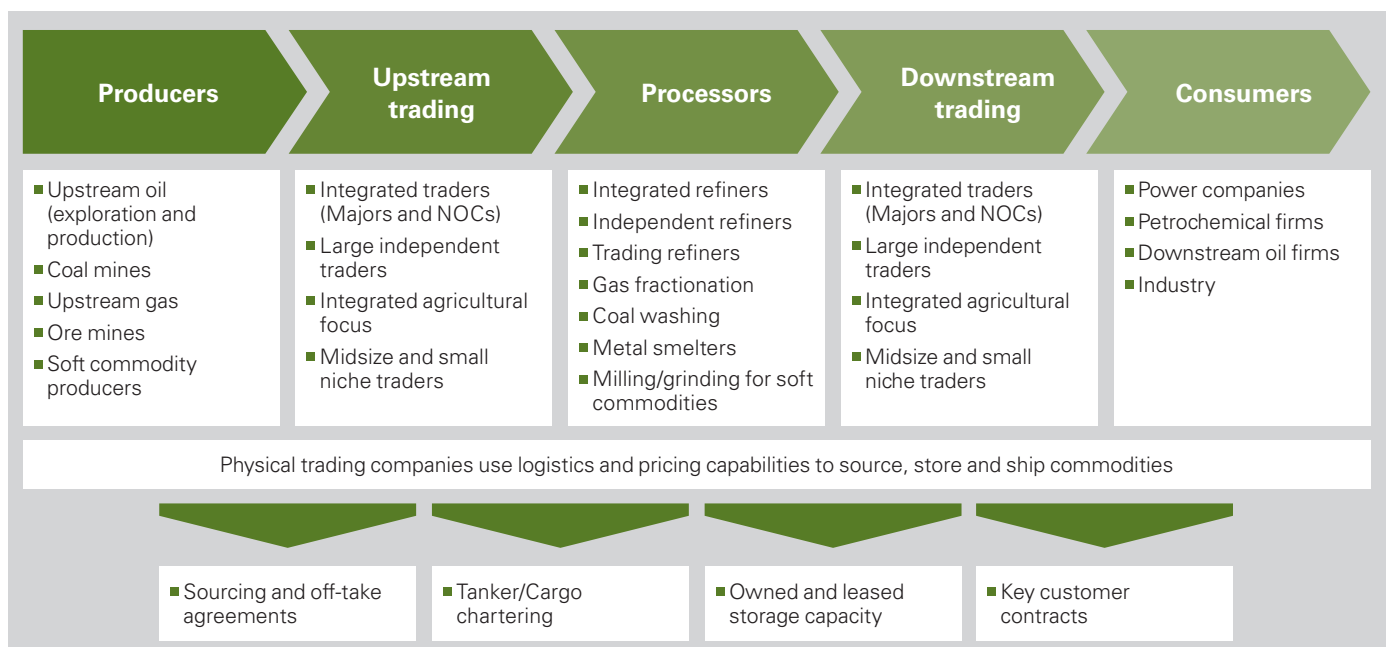 Producers
Upstream
trading
Processors
Downstream
trading
Consumers
Upstream oil
(exploration and
production)
Coal mines
Upstream gas
Ore mines
Soft commodity
producers
Integrated traders
(Majors and NOCs)
Large independent
traders
Integrated agricultural
focus
Midsize and small
niche traders
Integrated refiners
Independent refiners
Trading refiners
Gas fractionation
Coal washing
Metal smelters
Milling/grinding for soft
commodities
Integrated traders
(Majors and NOCs)
Large independent
traders
Integrated agricultural
focus
Midsize and small
niche traders
Power companies
Petrochemical firms
Downstream oil firms
Industry
Physical trading companies use logistics and pricing capabilities to source, store and ship commodities
Sourcing and off-take
agreements
Tanker/Cargo
chartering
Owned and leased
storage capacity
Key customer
contracts